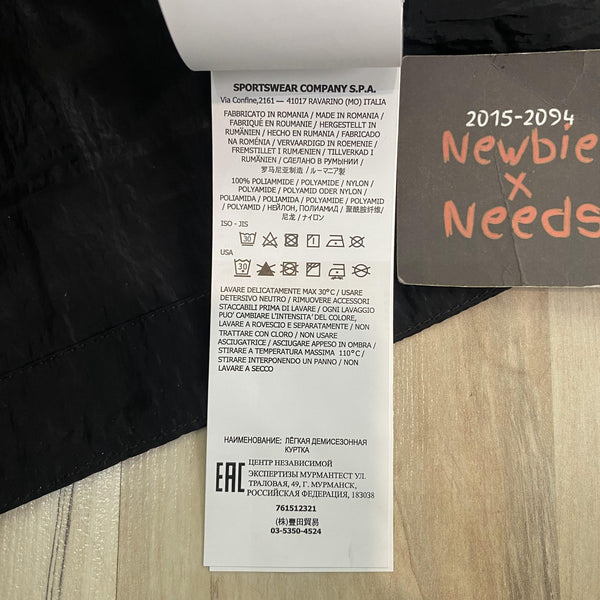 SPORTSWEAR COMPANY S.P.A.
Via Confine,2161 — 41017 RAVARINO (MO) ITALIA
FABBRICATO IN ROMANIA / MADE IN ROMANIA /
FABRIQUÉ EN ROUMANIE / HERGESTELLT IN
RUMÄNIEN / HECHO EN RUMANIA / FABRICADO
NA ROMÉNIA / VERVAARDIGD IN ROEMENIE /
FREMSTILLET I RUMÆNIEN / TILLVERKAD I
RUMÄNIEN / СДЕЛАНО В РУМЫНИИ /
罗马尼亚制造 / ルーマニア製
100% POLIAMMIDE / POLYAMIDE / NYLON /
POLYAMIDE / POLYAMID ODER NYLON /
POLIAMIDA / POLIAMIDA / POLYAMIDE / POLYAMID
/ POLYAMID / НЕЙЛОН, ПОЛИАМИД / 聚酰胺纤维/
尼龙 / ナイロン
ISO - JIS
30
USA
30
LAVARE DELICATAMENTE MAX 30°C / USARE
DETERSIVO NEUTRO / RIMUOVERE ACCESSORI
STACCABILI PRIMA DI LAVARE / OGNI LAVAGGIO
PUO' CAMBIARE L'INTENSITA' DEL COLORE,
LAVARE A ROVESCIO E SEPARATAMENTE / NON
TRATTARE CON CLORO / NON USARE
ASCIUGATRICE / ASCIUGARE APPESO IN OMBRA /
STIRARE A TEMPERATURA MASSIMA 110°C /
STIRARE INTERPONENDO UN PANNO / NON
LAVARE A SECCO
НАИМЕНОВАНИЕ: ЛЁГКАЯ ДЕМИСЕЗОННАЯ
КУРТКА
EAC
ЦЕНТР НЕЗАВИСИМОЙ
ЭКСПЕРТИЗЫ МУРМАНТЕСТ УЛ.
ТРАЛОВАЯ, 49, Г. МУРМАНСК,
РОССИЙСКАЯ ФЕДЕРАЦИЯ, 183038
761512321
(株)豊田貿易
03-5350-4524
2015-2094
Newbie
x
Needs